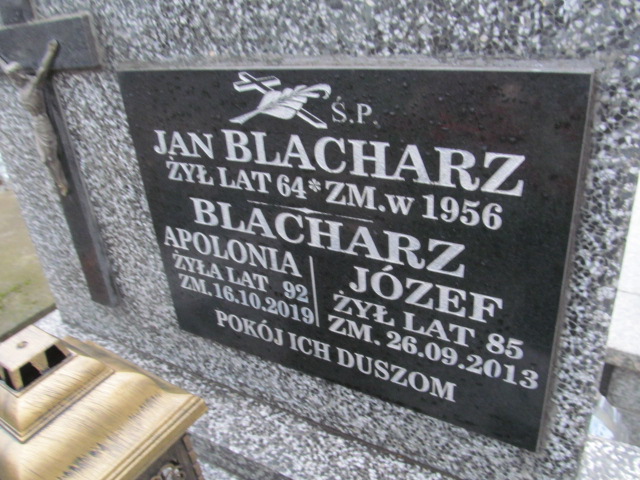 Ś.P.
JAN BLACHARZ
ŻYŁ LAT 64 * ZM. w 1956
BLACHARZ
APOLONIA
ŻYŁA LAT 92
ZM. 16.10.2019
JÓZEF
ŻYŁ LAT 85
ZM. 26.09.2013
POKÓJ ICH DUSZOM